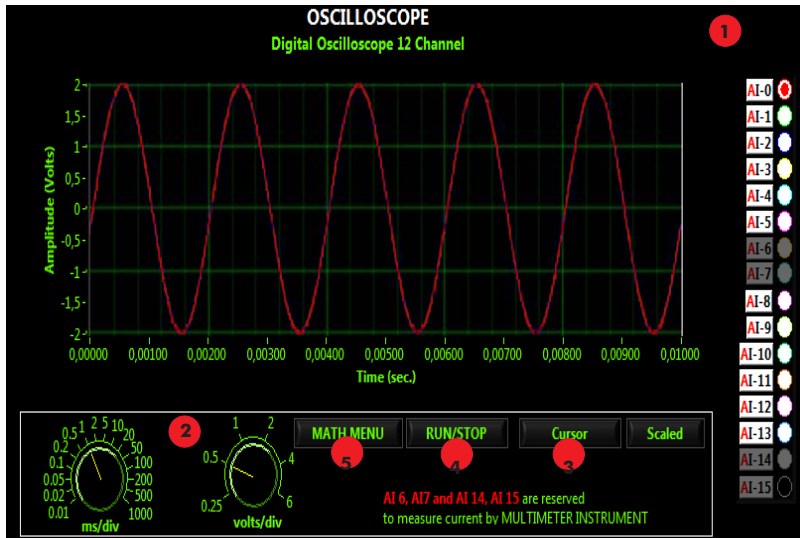 OSCILLOSCOPE
Digital Oscilloscope 12 Channel
1
Amplitude (Volts)
2
1,5
1
0,5
0
-0,5
-1
-1,5
-2
0,00000 0,00100 0,00200 0,00300 0,00400 0,00500 0,00600 0,00700 0,00800 0,00900 0,01000
Time (sec.)
AI-0
AI-1
AI-2
AI-3
AI-4
AI-5
AI-6
AI-7
AI-8
AI-9
AI-10
AI-11
AI-12
AI-13
AI-14
AI-15
2
0.01 0.02 0.05 0.1 0.2 0.5 1 2 5 10 20 50 100 200 500 1000
ms/div
0.25 0.5 1 2 4 6
volts/div
MATH MENU
5
RUN/STOP
4
Cursor
3
Scaled
AI 6, AI7 and AI 14, AI 15 are reserved
to measure current by MULTIMETER INSTRUMENT